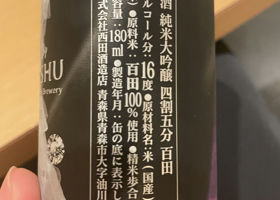 酒 純米大吟醸 四割五分 百田
ルコール分:16度●原材料名:米(国産)
)●原料米:百田100%使用●精米歩合
容量:180ml●製造年月:缶の底に表示し
株式会社西田酒造店 青森県青森市大字油川
SHU
Brewery